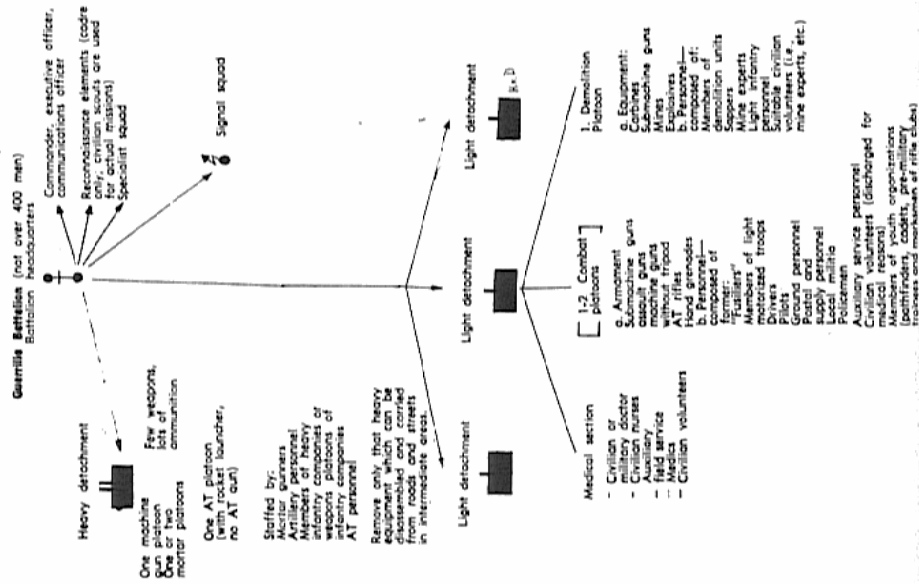 Guerrilla Battalion (not over 400 men)
Battalion headquarters
Commander, executive officer,
communications officer
Reconnaissance elements (cadre
only; civilian scouts are used
for actual missions)
Specialist squad
Signal squad
Heavy detachment
Few weapons,
lots of
ammunition
One machine
gun platoon
One or two
mortar platoons
One AT platoon
(with rocket launcher,
no AT gun)
Staffed by:
Mortar gunners
Artillery personnel
Members of heavy
infantry companies or
weapons platoons of
infantry companies
AT personnel
Remove only that heavy
equipment which can be
disassembled and carried
from roads and streets
in intermediate areas.
Light detachment
Light detachment
Light detachment
Medical section
- Civilian or
military doctor
- Civilian nurses
- Auxiliary
- field service
- Medics
- Civilian volunteers
1-2 Combat
platoons
a. Armament
Submachine guns
assault guns
machine guns
without tripod
AT rifles
Hand grenades
b. Personnel—
composed of
former:
"Fusiliers"
Members of light
motorized troops
Drivers
Pilots
Ground personnel
Postal and
supply personnel
Local militia
Policemen
Auxiliary service personnel
Civilian volunteers (discharged for
medical reasons)
Members of youth organizations
(pathfinders, cadets, pre-military
trainees and marksmen of rifle clubs)
1. Demolition
Platoon
a. Equipment:
Carbines
Submachine guns
Mines
Explosives
b. Personnel—
composed of:
Members of
demolition units
Sappers
Mine experts
Light infantry
personnel
Suitable civilian
volunteers (i.e.,
mine experts, etc.)